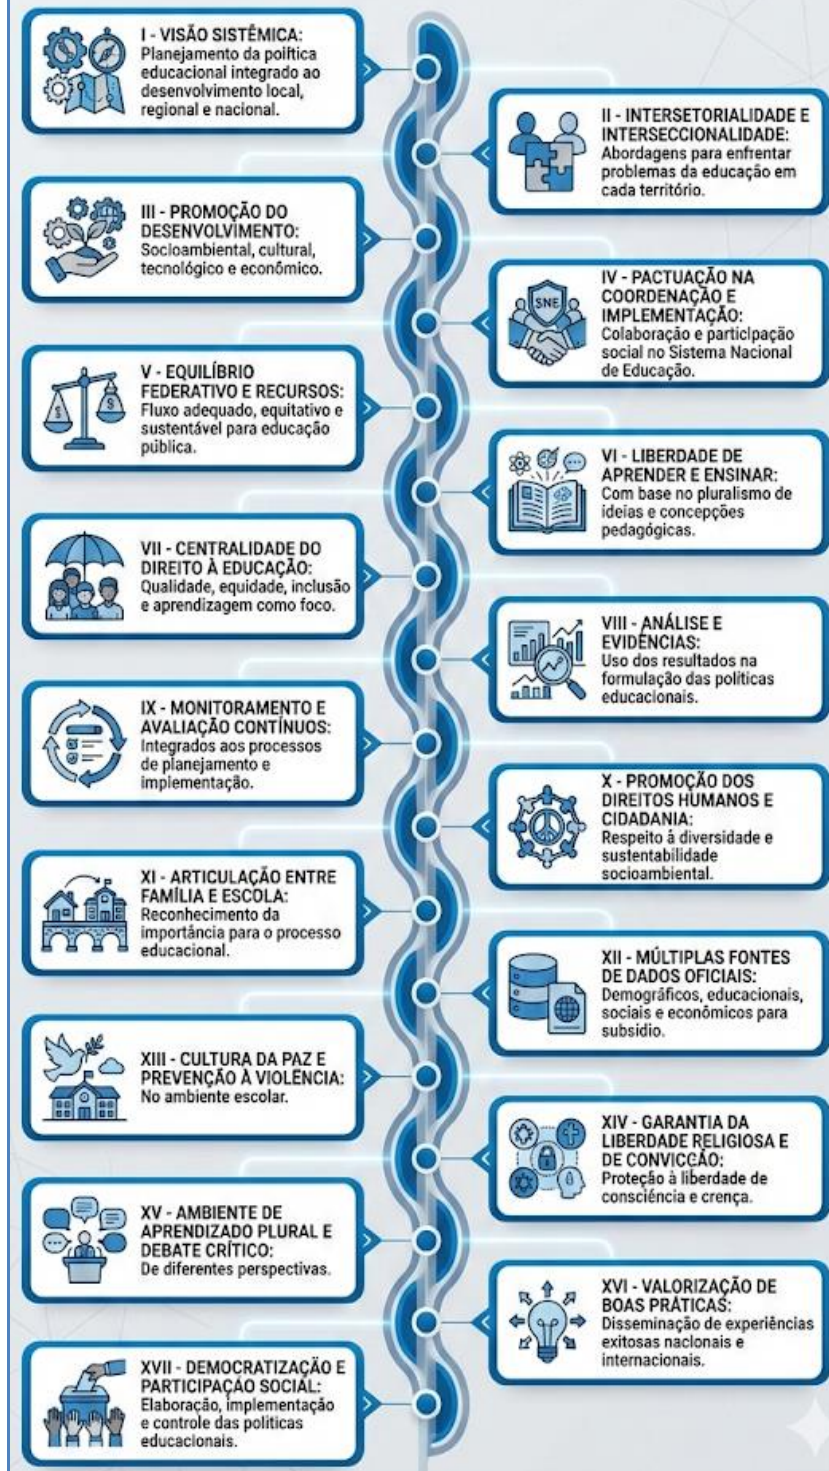 I - VISÃO SISTÊMICA:
Planejamento da política
educacional integrado ao
desenvolvimento local,
regional e nacional.
II - INTERSETORIALIDADE E
INTERSECCIONALIDADE:
Abordagens para enfrentar
problemas da educação em
cada território.
III - PROMOÇÃO DO
DESENVOLVIMENTO:
Socioambiental, cultural,
tecnológico e econômico.
SNE
IV - PACTUAÇÃO NA
COORDENAÇÃO E
IMPLEMENTAÇÃO:
Colaboração e participação
social no Sistema Nacional
de Educação.
$ $
V - EQUILÍBRIO
FEDERATIVO E RECURSOS:
Fluxo adequado, equitativo e
sustentável para educação
pública.
VI - LIBERDADE DE
APRENDER E ENSINAR:
Com base no pluralismo de
ideias e concepções
pedagógicas.
VII - CENTRALIDADE DO
DIREITO À EDUCAÇÃO:
Qualidade, equidade, inclusão
e aprendizagem como foco.
VIII - ANÁLISE E
EVIDÊNCIAS:
Uso dos resultados na
formulação das políticas
educacionais.
IX - MONITORAMENTO E
AVALIAÇÃO CONTÍNUOS:
Integrados aos processos
de planejamento e
implementação.
X - PROMOÇÃO DOS
DIREITOS HUMANOS E
CIDADANIA:
Respeito à diversidade e
sustentabilidade
socioambiental.
XI - ARTICULAÇÃO ENTRE
FAMÍLIA E ESCOLA:
Reconhecimento da
importância para o processo
educacional.
XII - MÚLTIPLAS FONTES
DE DADOS OFICIAIS:
Demográficos, educacionais,
sociais e econômicos para
subsídio.
XIII - CULTURA DA PAZ E
PREVENÇÃO À VIOLÊNCIA:
No ambiente escolar.
XIV - GARANTIA DA
LIBERDADE RELIGIOSA E
DE CONVICÇÃO:
Proteção à liberdade de
consciência e crença.
XV - AMBIENTE DE
APRENDIZADO PLURAL E
DEBATE CRÍTICO:
De diferentes perspectivas.
XVI - VALORIZAÇÃO DE
BOAS PRÁTICAS:
Disseminação de experiências
exitosas nacionais e
internacionais.
XVII - DEMOCRATIZAÇÃO E
PARTICIPAÇÃO SOCIAL:
Elaboração, implementação
e controle das políticas
educacionais.